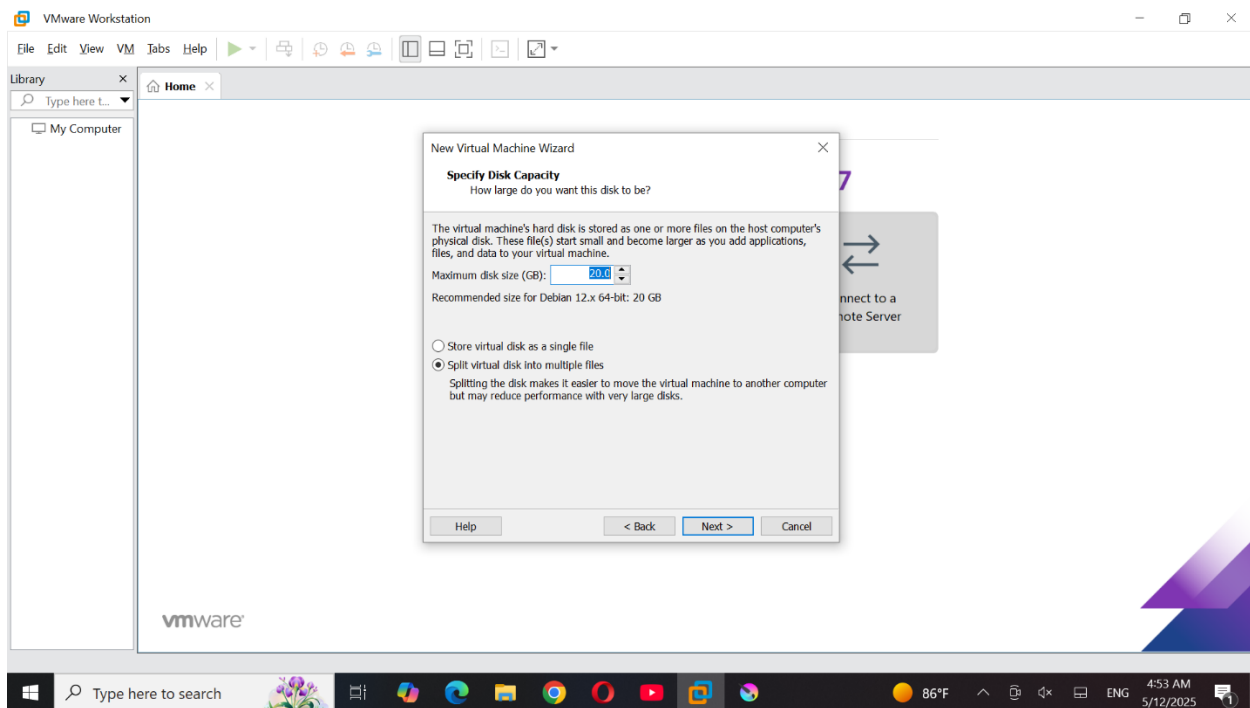 VMware Workstation
File Edit View VM Tabs Help
Library
Type here t...
My Computer
Home
7
New Virtual Machine Wizard
Specify Disk Capacity
How large do you want this disk to be?
The virtual machine's hard disk is stored as one or more files on the host computer's
physical disk. These file(s) start small and become larger as you add applications,
files, and data to your virtual machine.
Maximum disk size (GB): 20.0
Recommended size for Debian 12.x 64-bit: 20 GB
Store virtual disk as a single file
Split virtual disk into multiple files
Splitting the disk makes it easier to move the virtual machine to another computer
but may reduce performance with very large disks.
Help < Back Next > Cancel
nnect to a
note Server
vmware
Type here to search
86°F
ENG
4:53 AM
5/12/2025
1